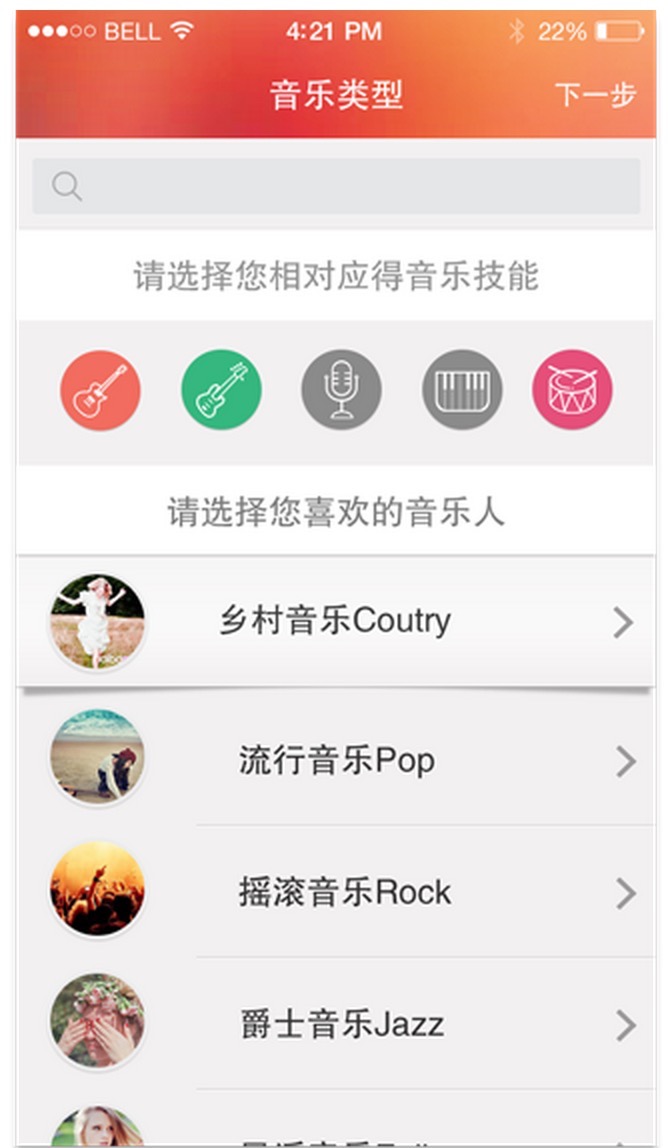 BELL 4:21 PM 22%
音乐类型 下一步
请选择您相对应得音乐技能
请选择您喜欢的音乐人
乡村音乐Coutry
流行音乐Pop
摇滚音乐Rock
爵士音乐Jazz